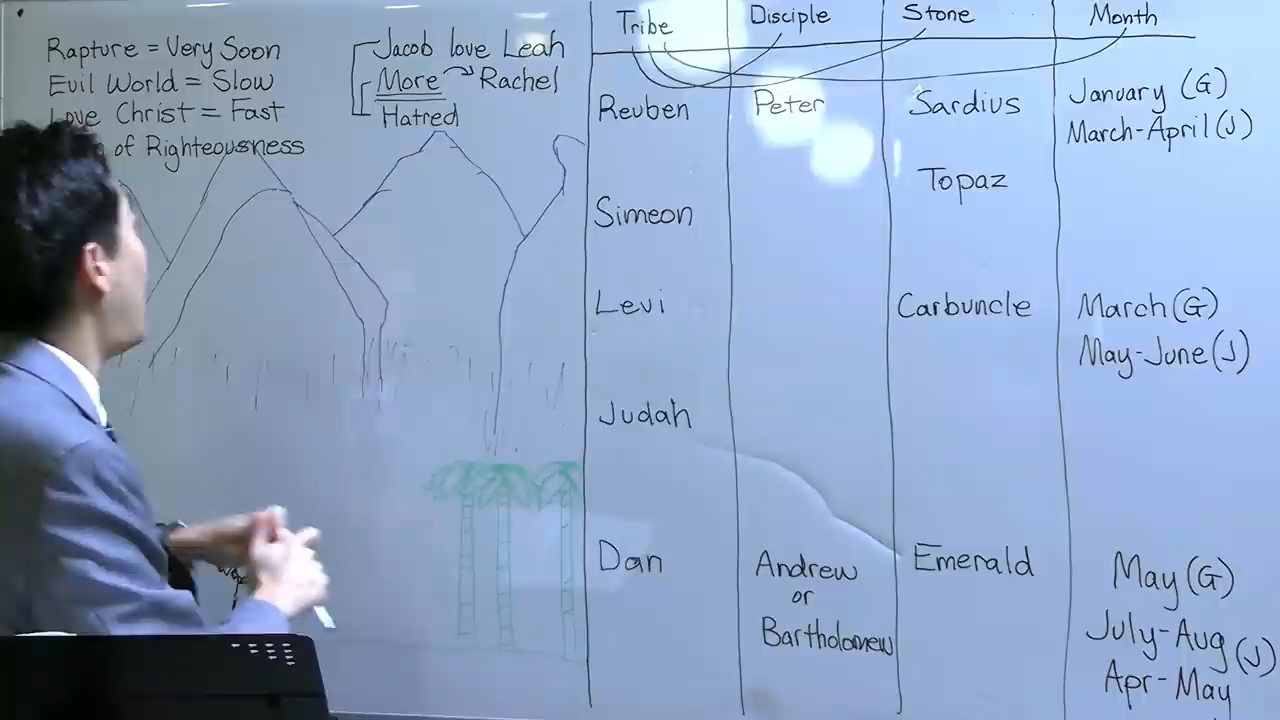 Rapture = Very Soon
Evil World = Slow
Love Christ = Fast
of Righteousness
Jacob love Leah
More Rachel
Hatred
Tribe Disciple Stone Month
Reuben Peter Sardius January (G)
March-April (J)
Simeon Topaz
Levi Carbuncle March (G)
May-June (J)
Judah
Dan Andrew Emerald May (G)
or
Bartholomew July-Aug (J)
Apr-May